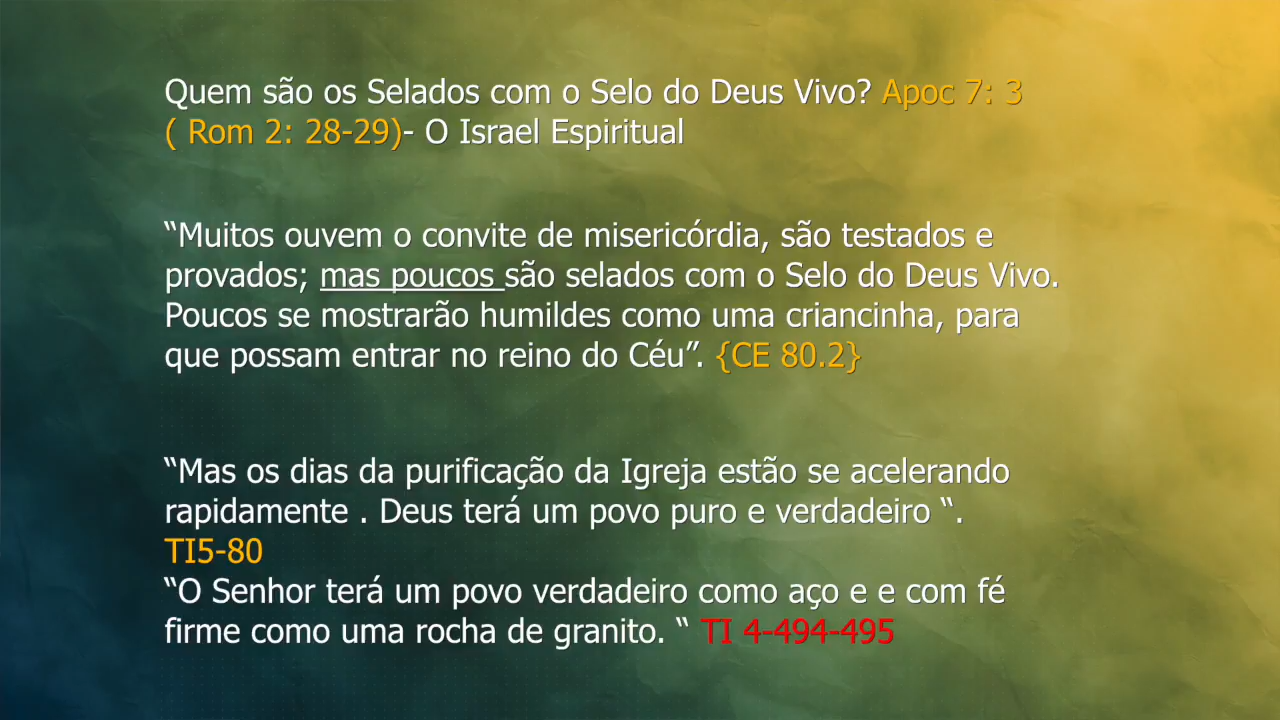 Quem são os Selados com o Selo do Deus Vivo? Apoc 7: 3
( Rom 2: 28-29)- O Israel Espiritual
“Muitos ouvem o convite de misericórdia, são testados e
provados; mas poucos são selados com o Selo do Deus Vivo.
Poucos se mostrarão humildes como uma criancinha, para
que possam entrar no reino do Céu”. {CE 80.2}
“Mas os dias da purificação da Igreja estão se acelerando
rapidamente . Deus terá um povo puro e verdadeiro “.
TI5-80
“O Senhor terá um povo verdadeiro como aço e e com fé
firme como uma rocha de granito. “ TI 4-494-495